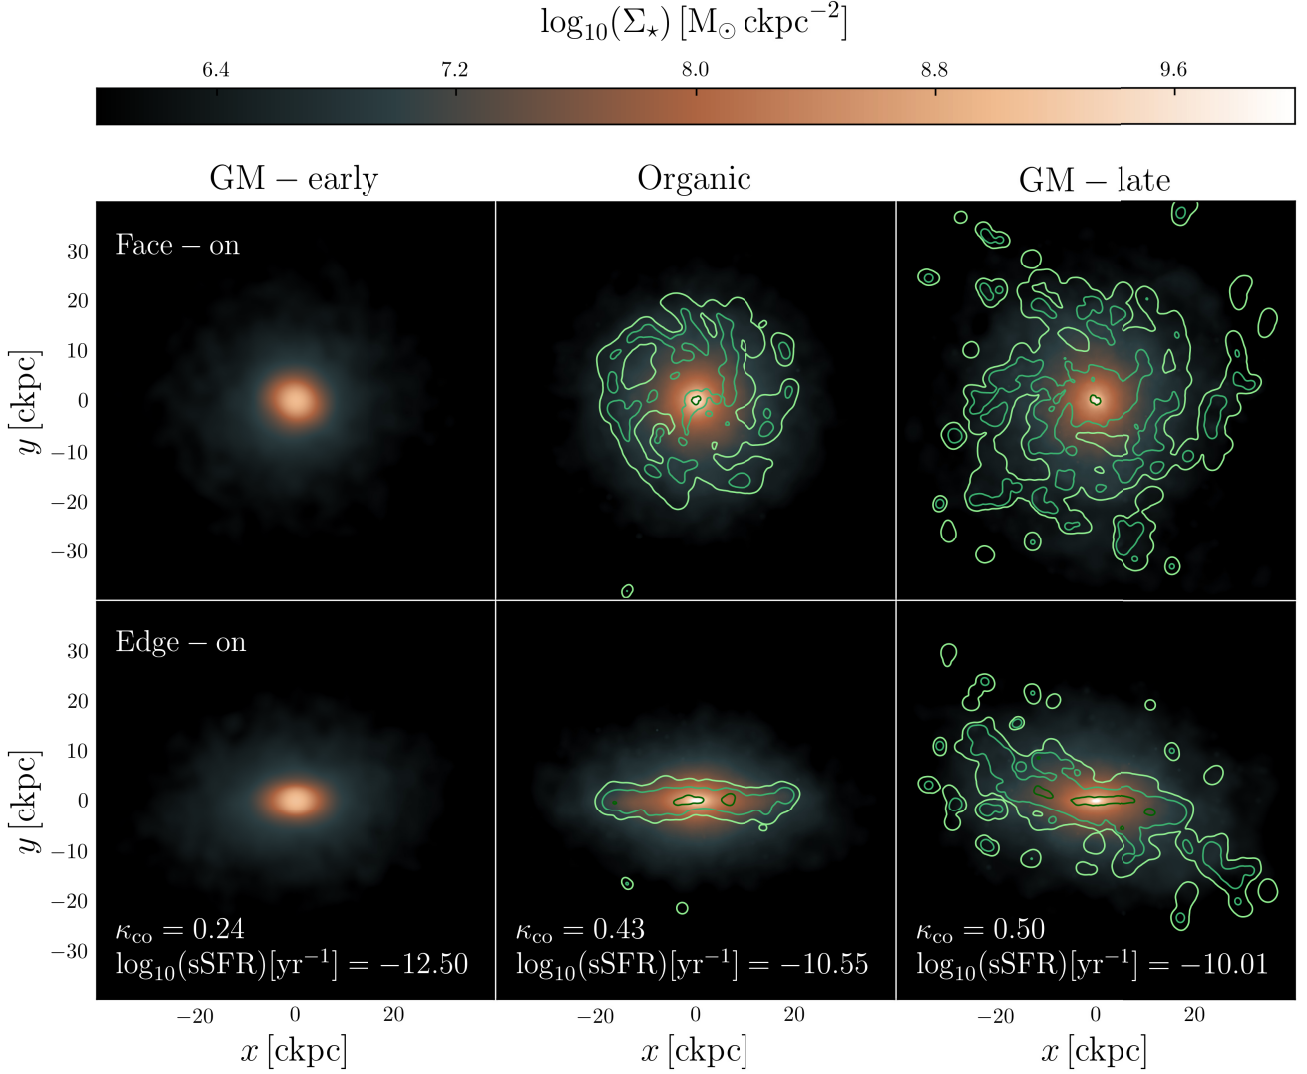 log₁₀(Σ⋆) [M⊙ ckpc⁻²]
6.4 7.2 8.0 8.8 9.6
GM – early Organic GM – late
Face – on
30
20
10
0
−10
−20
−30
y [ckpc]
Edge – on
30
20
10
0
−10
−20
−30
y [ckpc]
κco = 0.24 κco = 0.43 κco = 0.50
log₁₀(sSFR)[yr⁻¹] = −12.50 log₁₀(sSFR)[yr⁻¹] = −10.55 log₁₀(sSFR)[yr⁻¹] = −10.01
−20 0 20 −20 0 20 −20 0 20
x [ckpc] x [ckpc] x [ckpc]